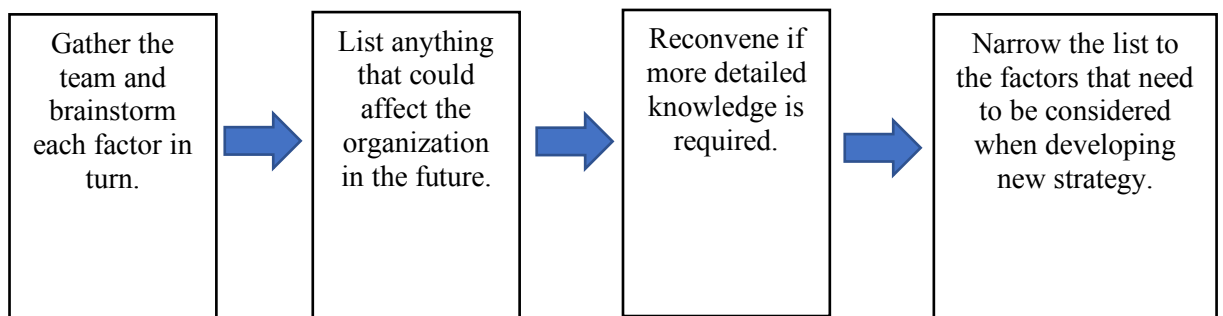 Gather the
team and
brainstorm
each factor in
turn.
List anything
that could
affect the
organization
in the future.
Reconvene if
more detailed
knowledge is
required.
Narrow the list to
the factors that need
to be considered
when developing
new strategy.